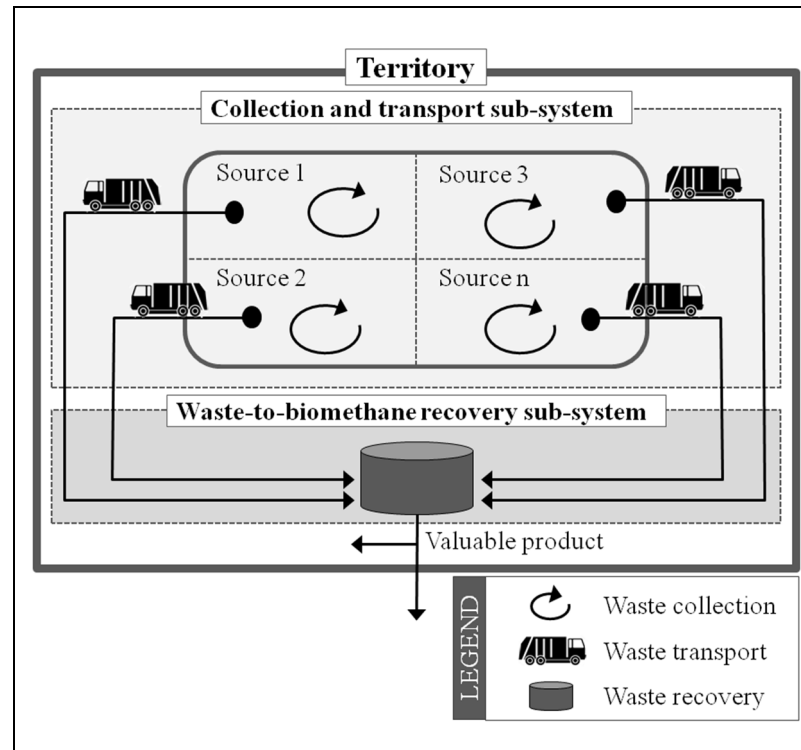 Territory
Collection and transport sub-system
Source 1
Source 3
Source 2
Source n
Waste-to-biomethane recovery sub-system
Valuable product
LEGEND
Waste collection
Waste transport
Waste recovery